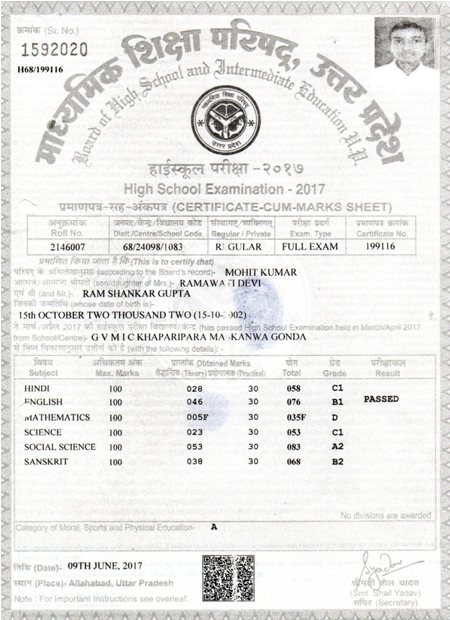 क्रमांक (Sr. No.)
1592020
H68/199116
माध्यमिक शिक्षा परिषद्, उत्तर प्रदेश
Board of High School and Intermediate Education U.P.
हाईस्कूल परीक्षा -२०१७
High School Examination - 2017
प्रमाणपत्र-सह-अंकपत्र (CERTIFICATE-CUM-MARKS SHEET)
अनुक्रमांक जनपद/केन्द्र/विद्यालय कोड संस्थागत/व्यक्तिगत परीक्षा प्रवर्ग प्रमाणपत्र क्रमांक
Roll No. Distt./Centre/School Code Regular / Private Exam. Type Certificate No.
2146007 68/24098/1083 R GULAR FULL EXAM 199116
प्रमाणित किया जाता है कि (This is to certify that)
परिषद् के अभिलेखानुसार (according to the Board's record)- MOHIT KUMAR
आत्मज/आत्मजा श्रीमती (son/daughter of Mrs.)- RAMAWA I DEVI
एवं श्री (and Mr.)- RAM SHANKAR GUPTA
जिनकी जन्मतिथि (whose date of birth is)-
15th OCTOBER TWO THOUSAND TWO (15-10- 002)
ने मार्च/अप्रैल 2017 की हाईस्कूल परीक्षा विद्यालय/केन्द्र (has passed High School Examination held in March/April 2017
from School/Centre)- G V M I C KHAPARIPARA MA KANWA GONDA
से निम्न विवरणानुसार उत्तीर्ण की है (with the following details) :-
विषय अधिकतम अंक प्राप्तांक Obtained Marks योग ग्रेड परीक्षाफल
Subject Max. Marks (Theory) (Practical) Total Grade Result
HINDI 100 028 30 058 C1
ENGLISH 100 046 30 076 B1 PASSED
MATHEMATICS 100 005F 30 035F D
SCIENCE 100 023 30 053 C1
SOCIAL SCIENCE 100 053 30 083 A2
SANSKRIT 100 038 30 068 B2
No divisions are awarded
Category of Moral, Sports and Physical Education- A
तिथि (Date)- 09TH JUNE, 2017
स्थान (Place)- Allahabad, Uttar Pradesh
Note : For Important Instructions see overleaf.
श्रीमती शैल यादव
(Smt. Shail Yadav)
सचिव (Secretary)